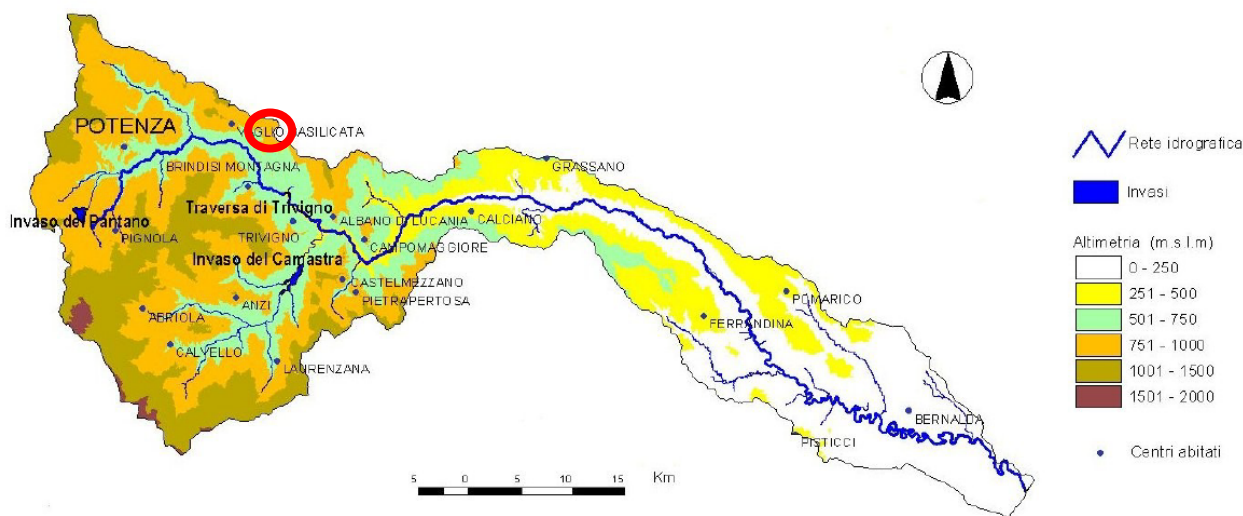 POTENZA
VAGLIO BASILICATA
GRASSANO
BRINDISI MONTAGNA
Traversa di Trivigno
ALBANO DI LUCANIA
CALCIANO
Invaso del Pantano
PIGNOLA
TRIVIGNO
CAMPOMAGGIORE
Invaso del Camastra
CASTELMEZZANO
PIETRAPERTOSA
ANZI
ABRIOLA
POMARICO
FERRANDINA
CALVELLO
LAURENZANA
BERNALDA
PISTICCI
5 0 5 10 15 Km
Rete idrografica
Invasi
Altimetria (m.s.l.m)
0 - 250
251 - 500
501 - 750
751 - 1000
1001 - 1500
1501 - 2000
Centri abitati